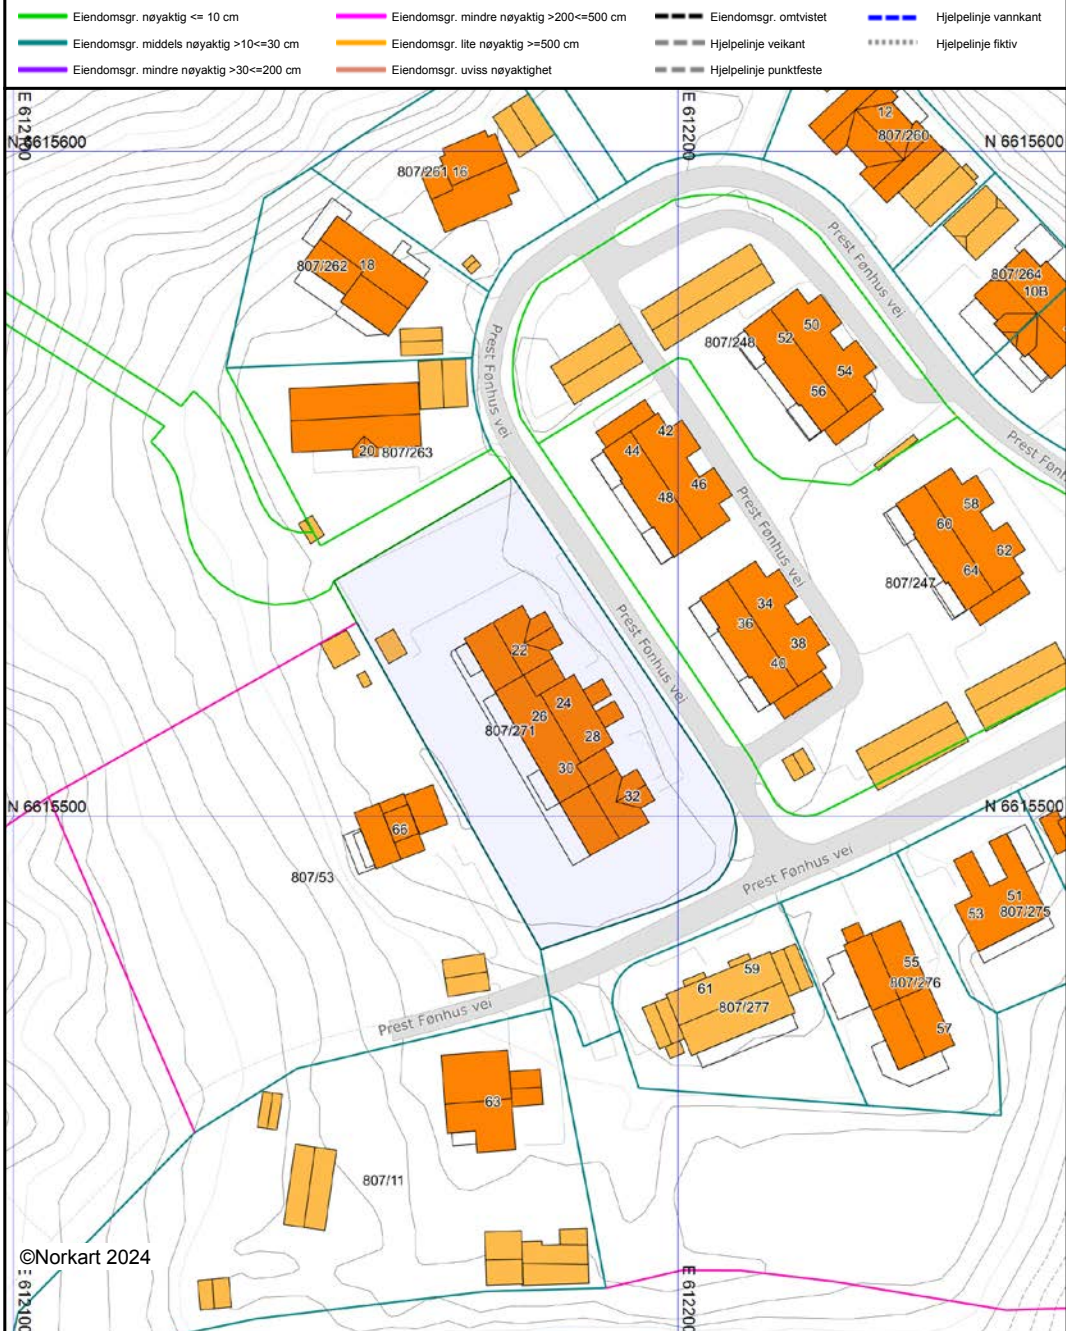 Eiendomsgr. nøyaktig <= 10 cm
Eiendomsgr. mindre nøyaktig >200<=500 cm
Eiendomsgr. omtvistet
Hjelpelinje vannkant
Eiendomsgr. middels nøyaktig >10<=30 cm
Eiendomsgr. lite nøyaktig >=500 cm
Hjelpelinje veikant
Hjelpelinje fiktiv
Eiendomsgr. mindre nøyaktig >30<=200 cm
Eiendomsgr. uviss nøyaktighet
Hjelpelinje punktfeste
E 612100
E 612200
N 6615600
N 6615600
12
807/260
807/261 16
807/262 18
807/264
10B
Prest Fønhus vei
Prest Fønhus vei
807/248
50
52
54
56
20 807/263
42
44
46
48
Prest Fønhus vei
Prest Fønh
58
60
62
64
807/247
34
36
38
40
Prest Fønhus vei
22
24
26
28
807/271
30
32
N 6615500
N 6615500
66
807/53
Prest Fønhus vei
51
53
807/275
55
807/276
57
59
61
807/277
Prest Fønhus vei
63
807/11
©Norkart 2024
E 612100
E 612200